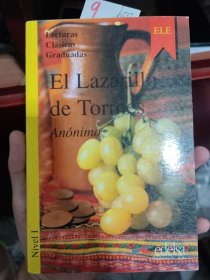 Lecturas
Clásicas
Graduadas
ELE
El Lazarillo
de Tormes
Anónimo
Nivel I
edelsa